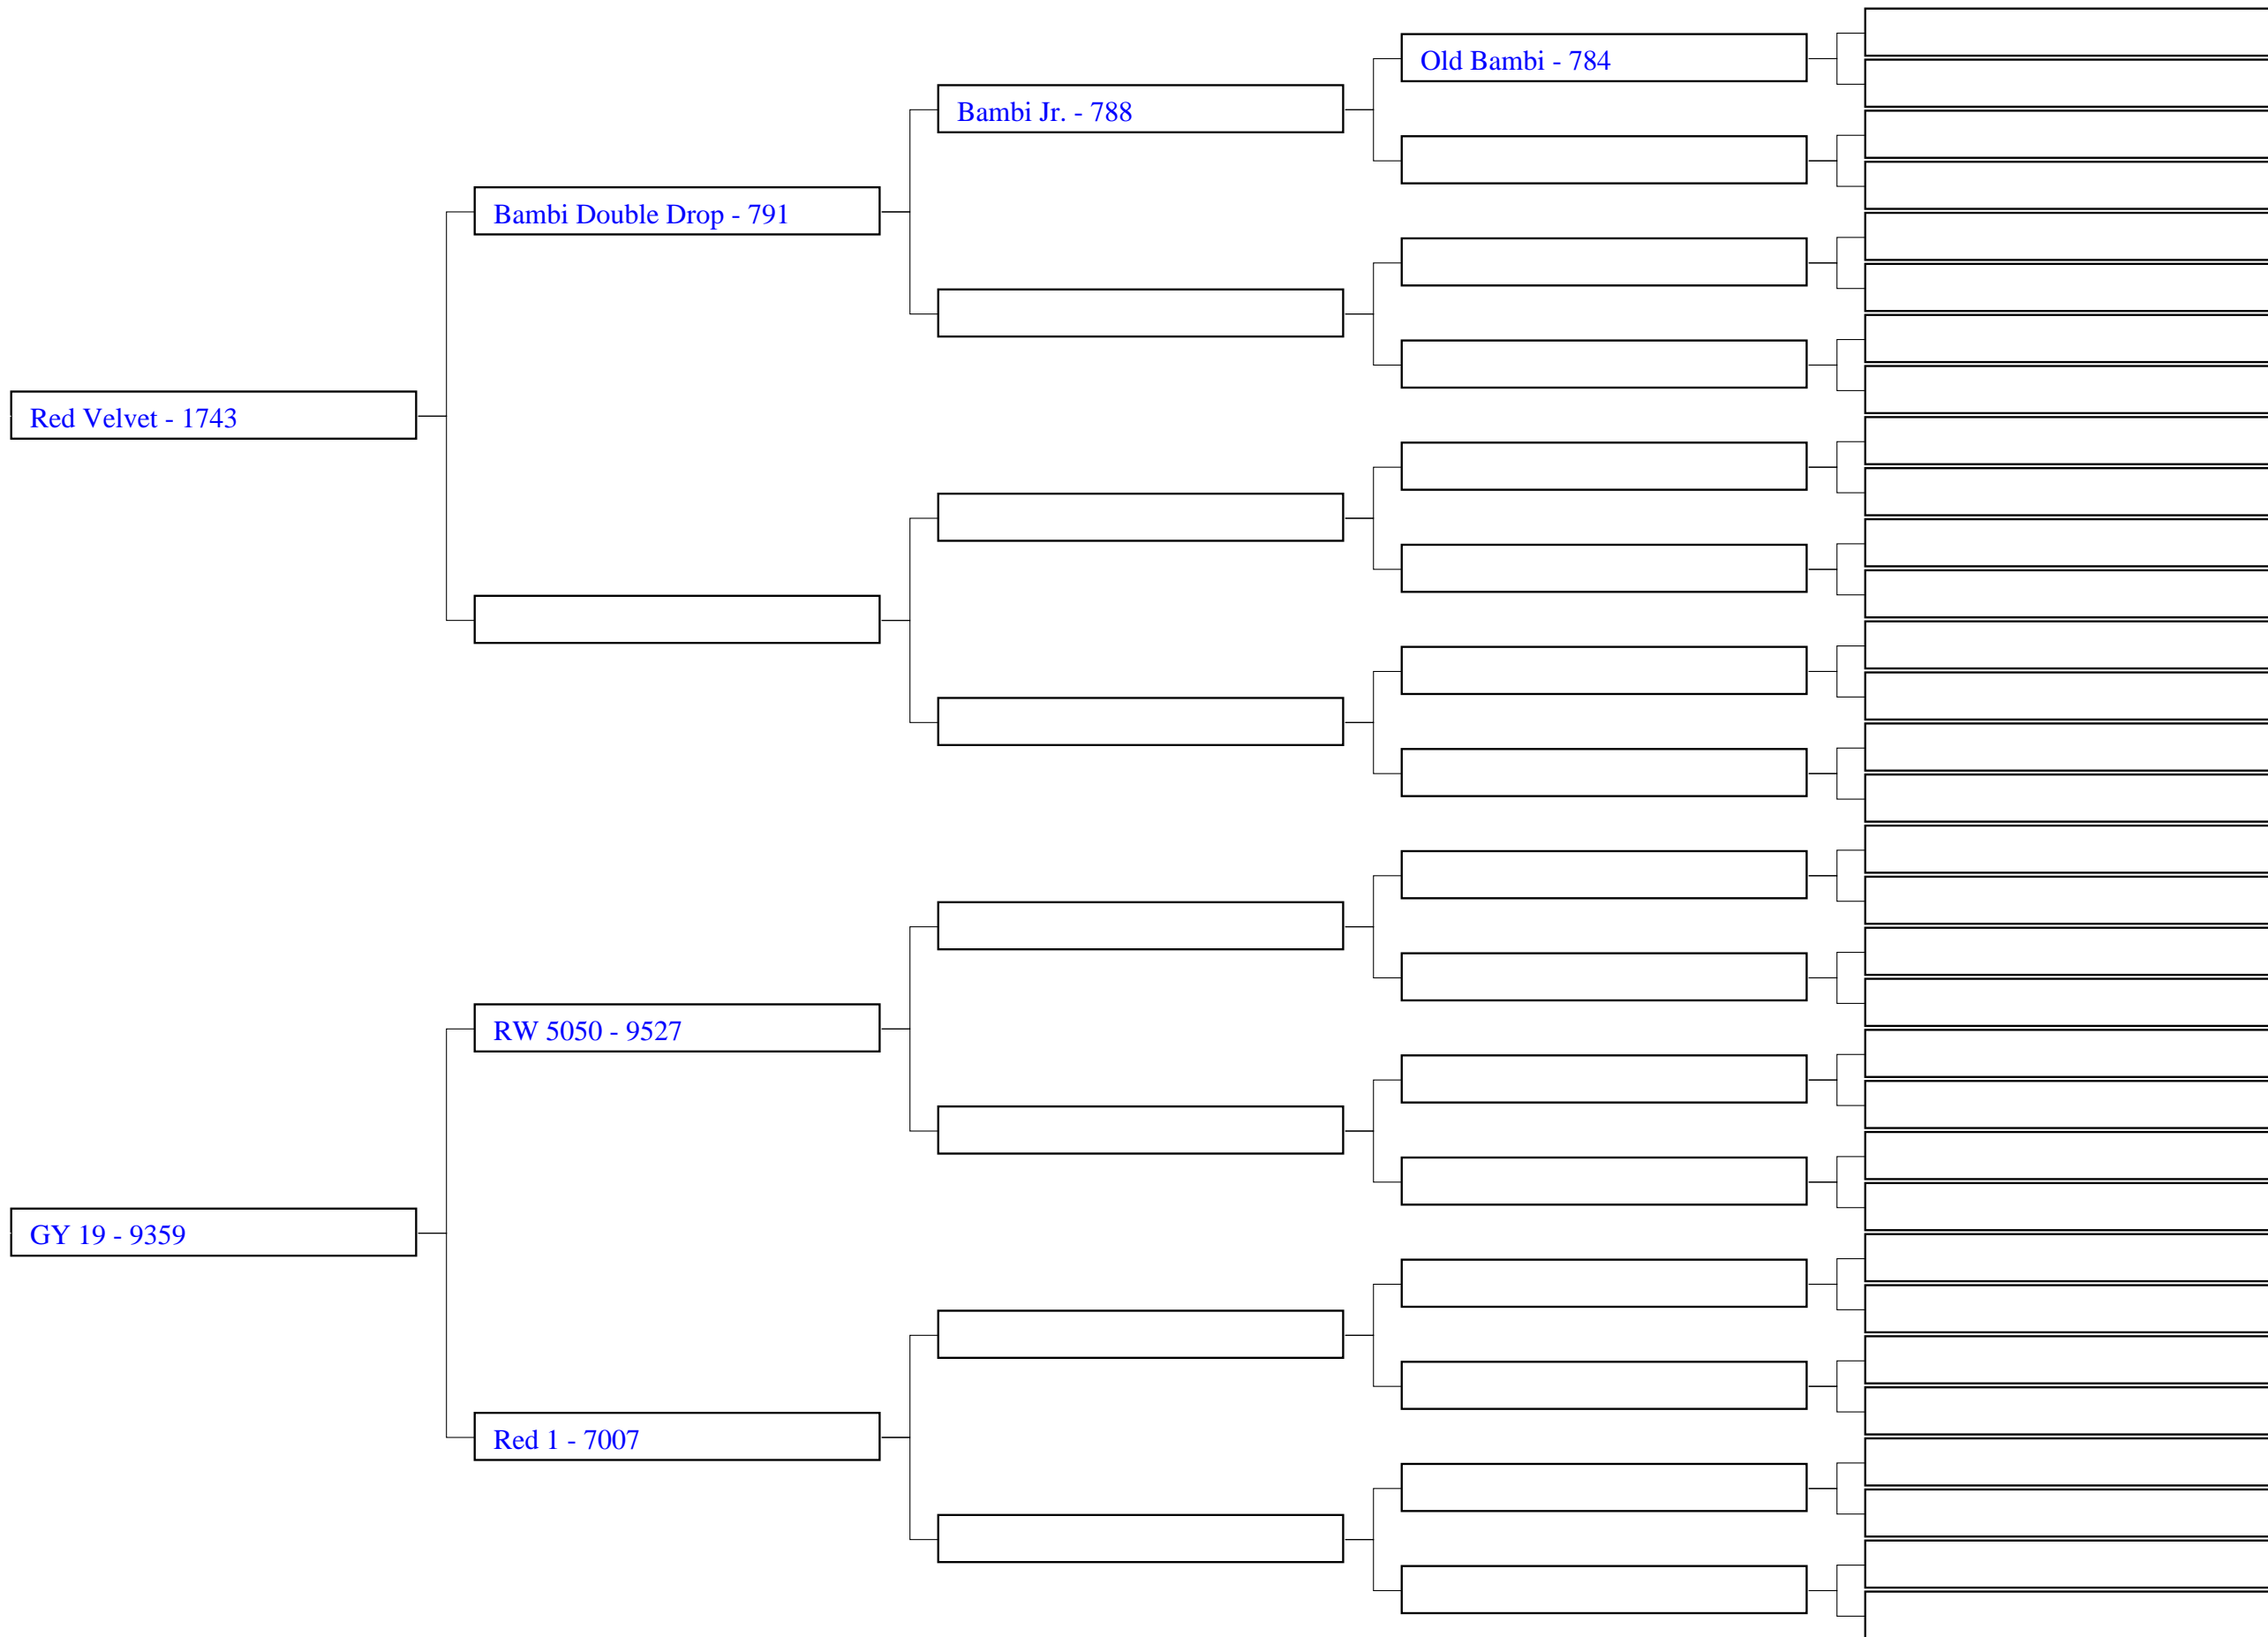 Old Bambi - 784
Bambi Jr. - 788
Bambi Double Drop - 791
Red Velvet - 1743
RW 5050 - 9527
GY 19 - 9359
Red 1 - 7007